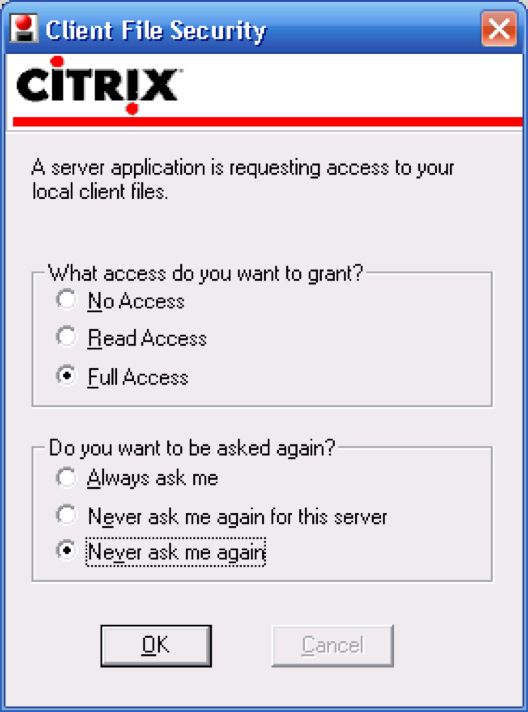 Client File Security
CITRIX
A server application is requesting access to your
local client files.
What access do you want to grant?
No Access
Read Access
Full Access
Do you want to be asked again?
Always ask me
Never ask me again for this server
Never ask me again
OK
Cancel